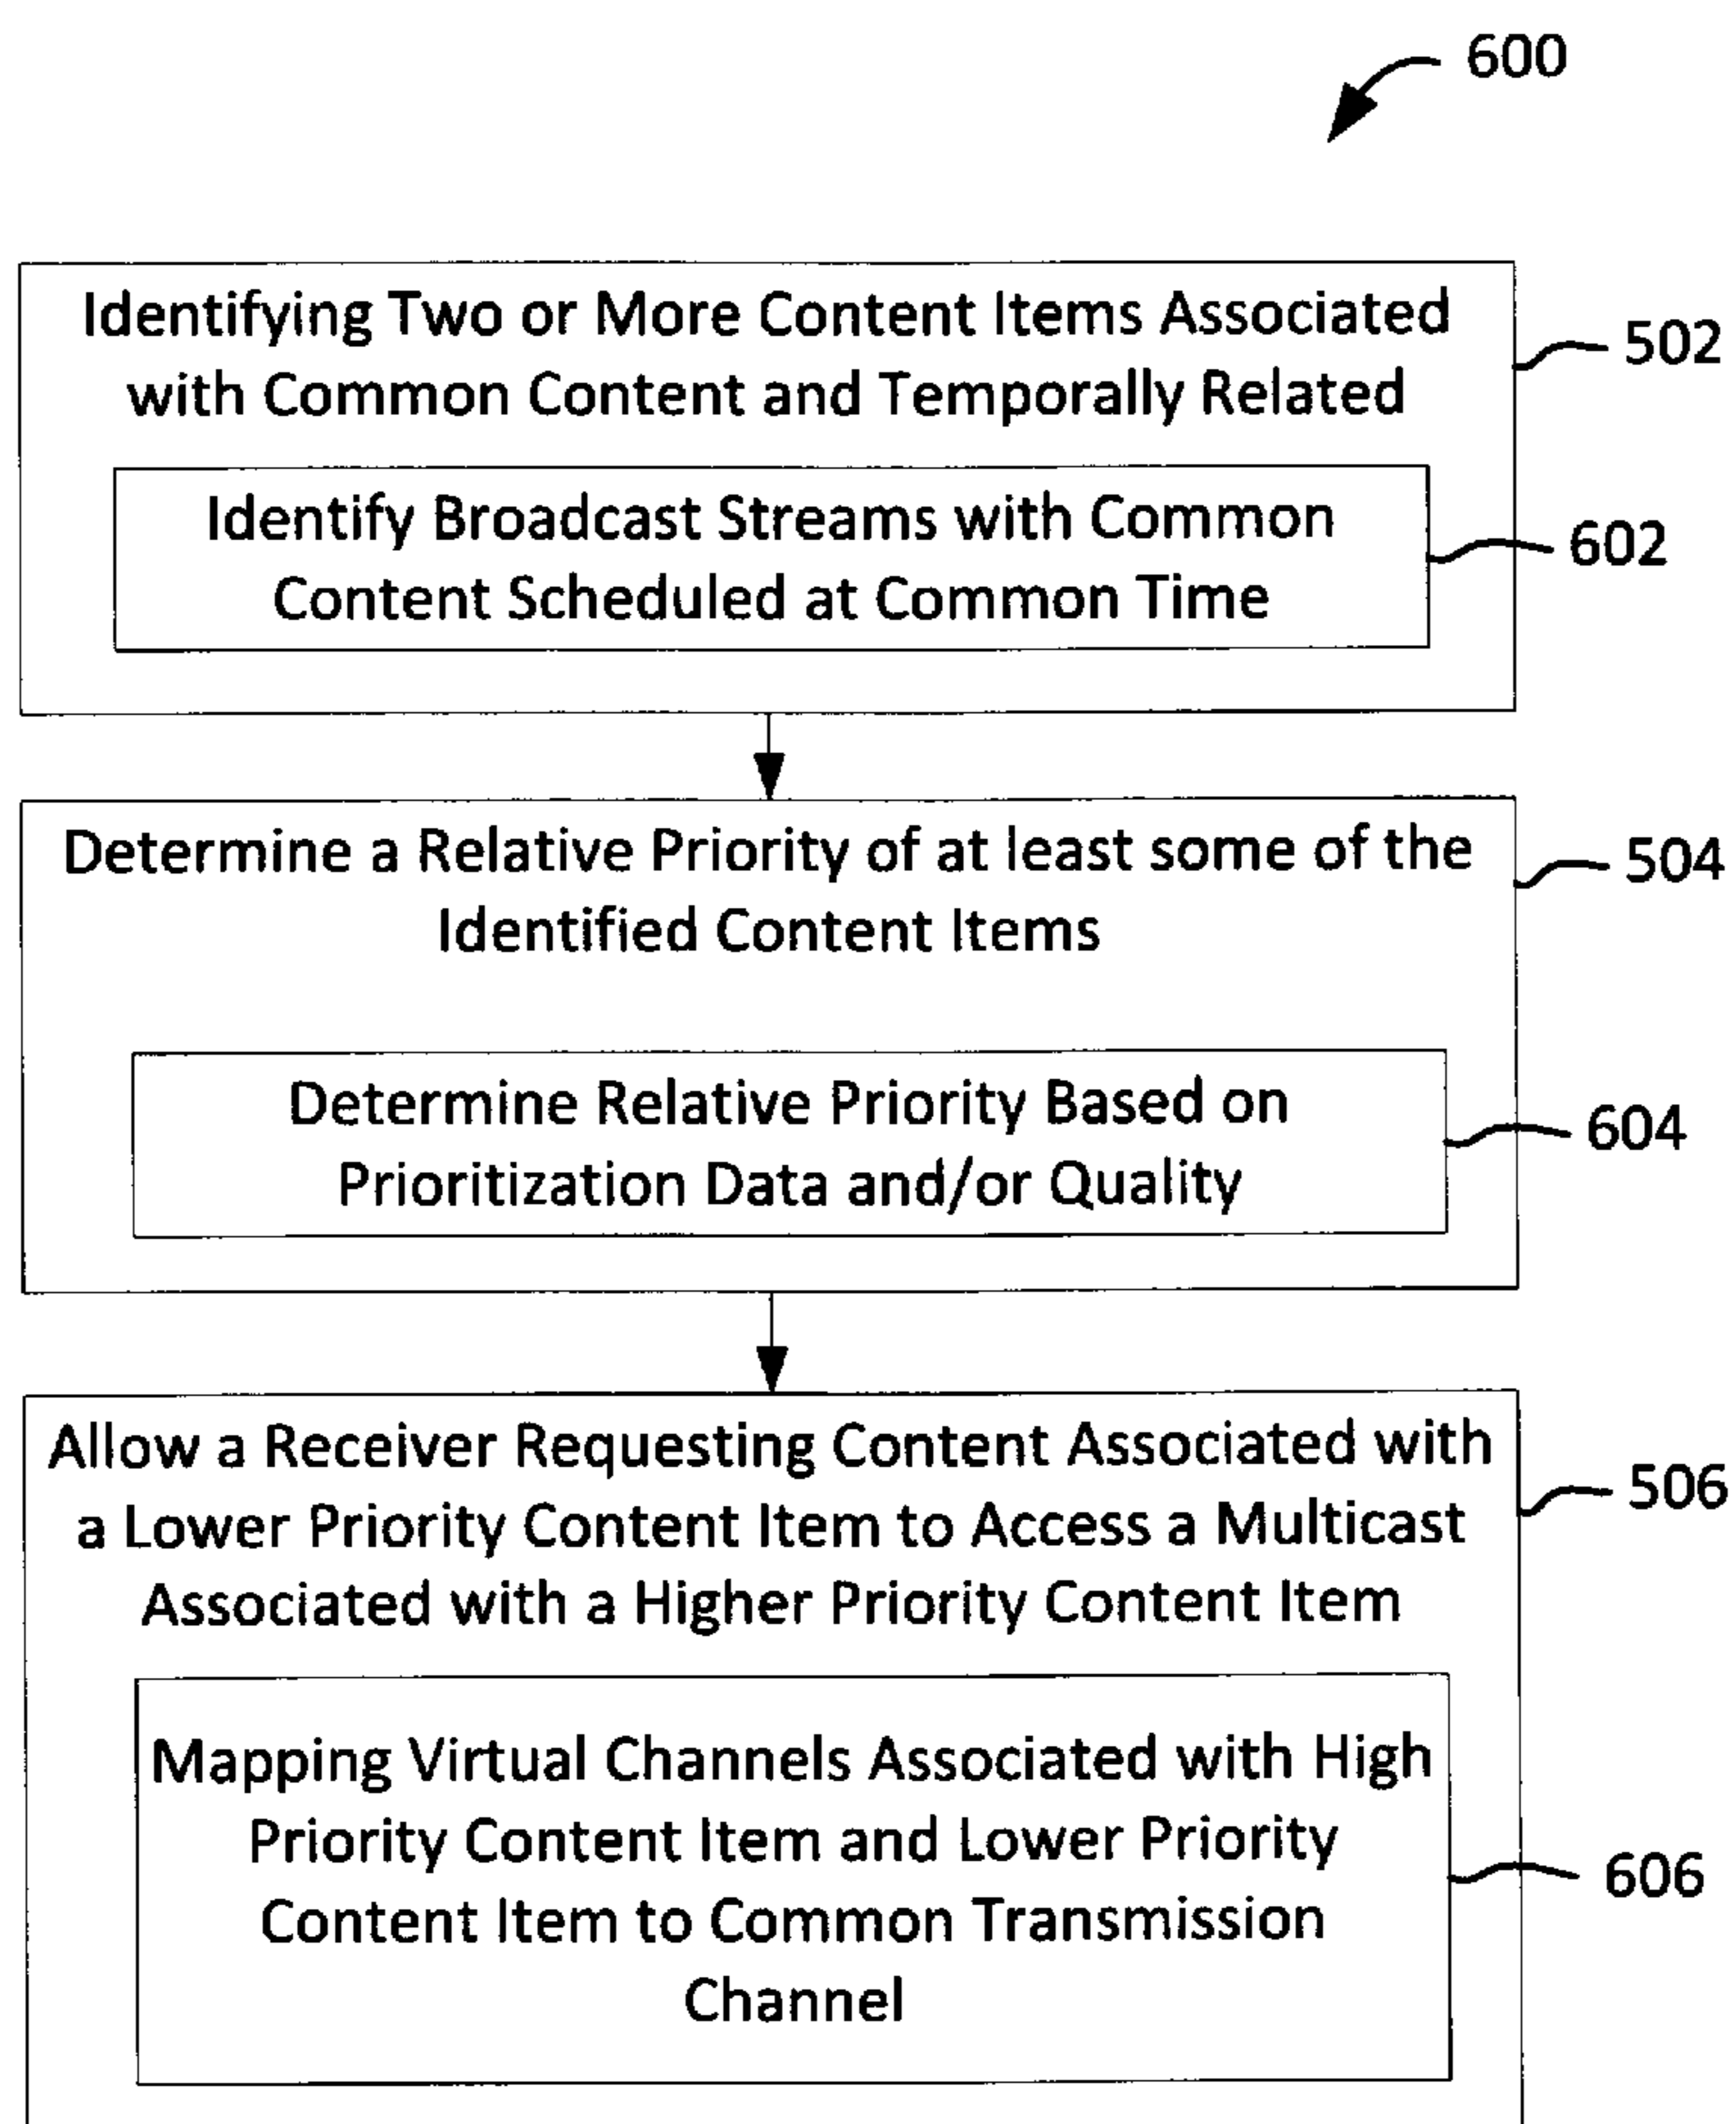 600
Identifying Two or More Content Items Associated
with Common Content and Temporally Related
502
Identify Broadcast Streams with Common
Content Scheduled at Common Time
602
Determine a Relative Priority of at least some of the
Identified Content Items
504
Determine Relative Priority Based on
Prioritization Data and/or Quality
604
Allow a Receiver Requesting Content Associated with
a Lower Priority Content Item to Access a Multicast
Associated with a Higher Priority Content Item
506
Mapping Virtual Channels Associated with High
Priority Content Item and Lower Priority
Content Item to Common Transmission
Channel
606